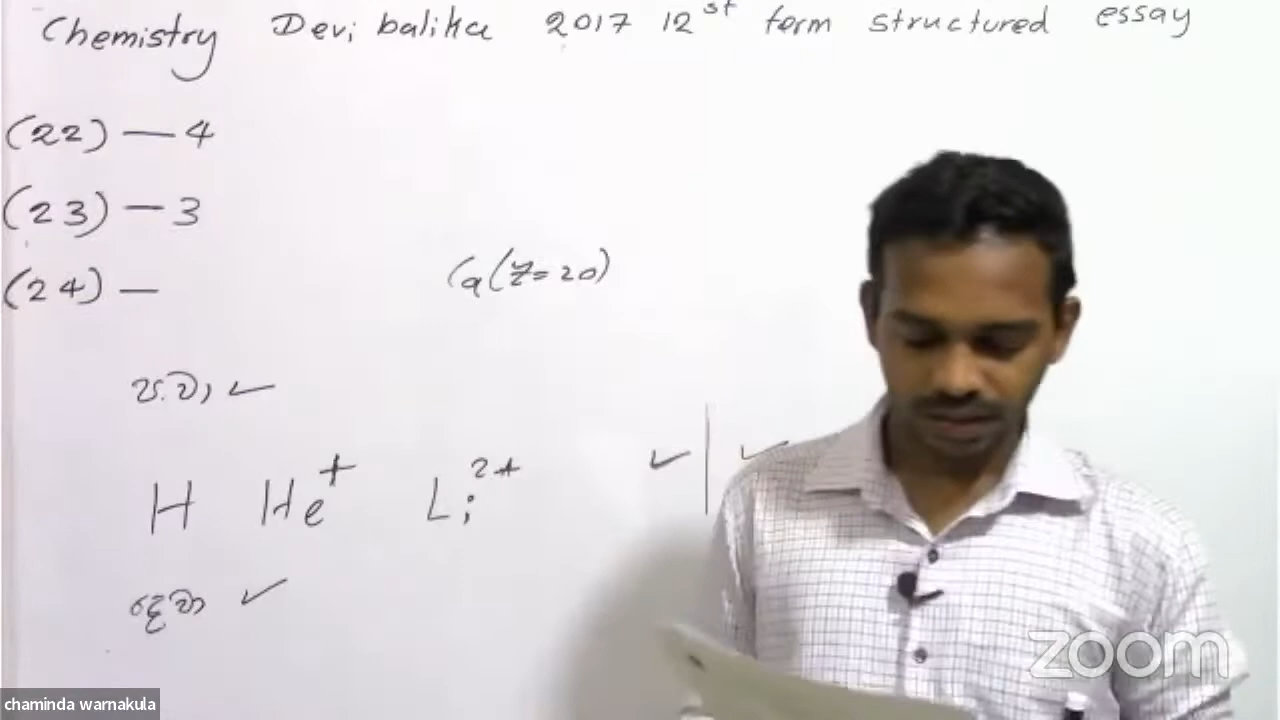 Chemistry Devi balika 2017 12st term structured essay
(22) — 4
(23) — 3
(24) —
Ca (Z=20)
ප.වා ✓
H He+ Li2+ ✓ | ✓
දෙවා ✓
zoom
chaminda warnakula